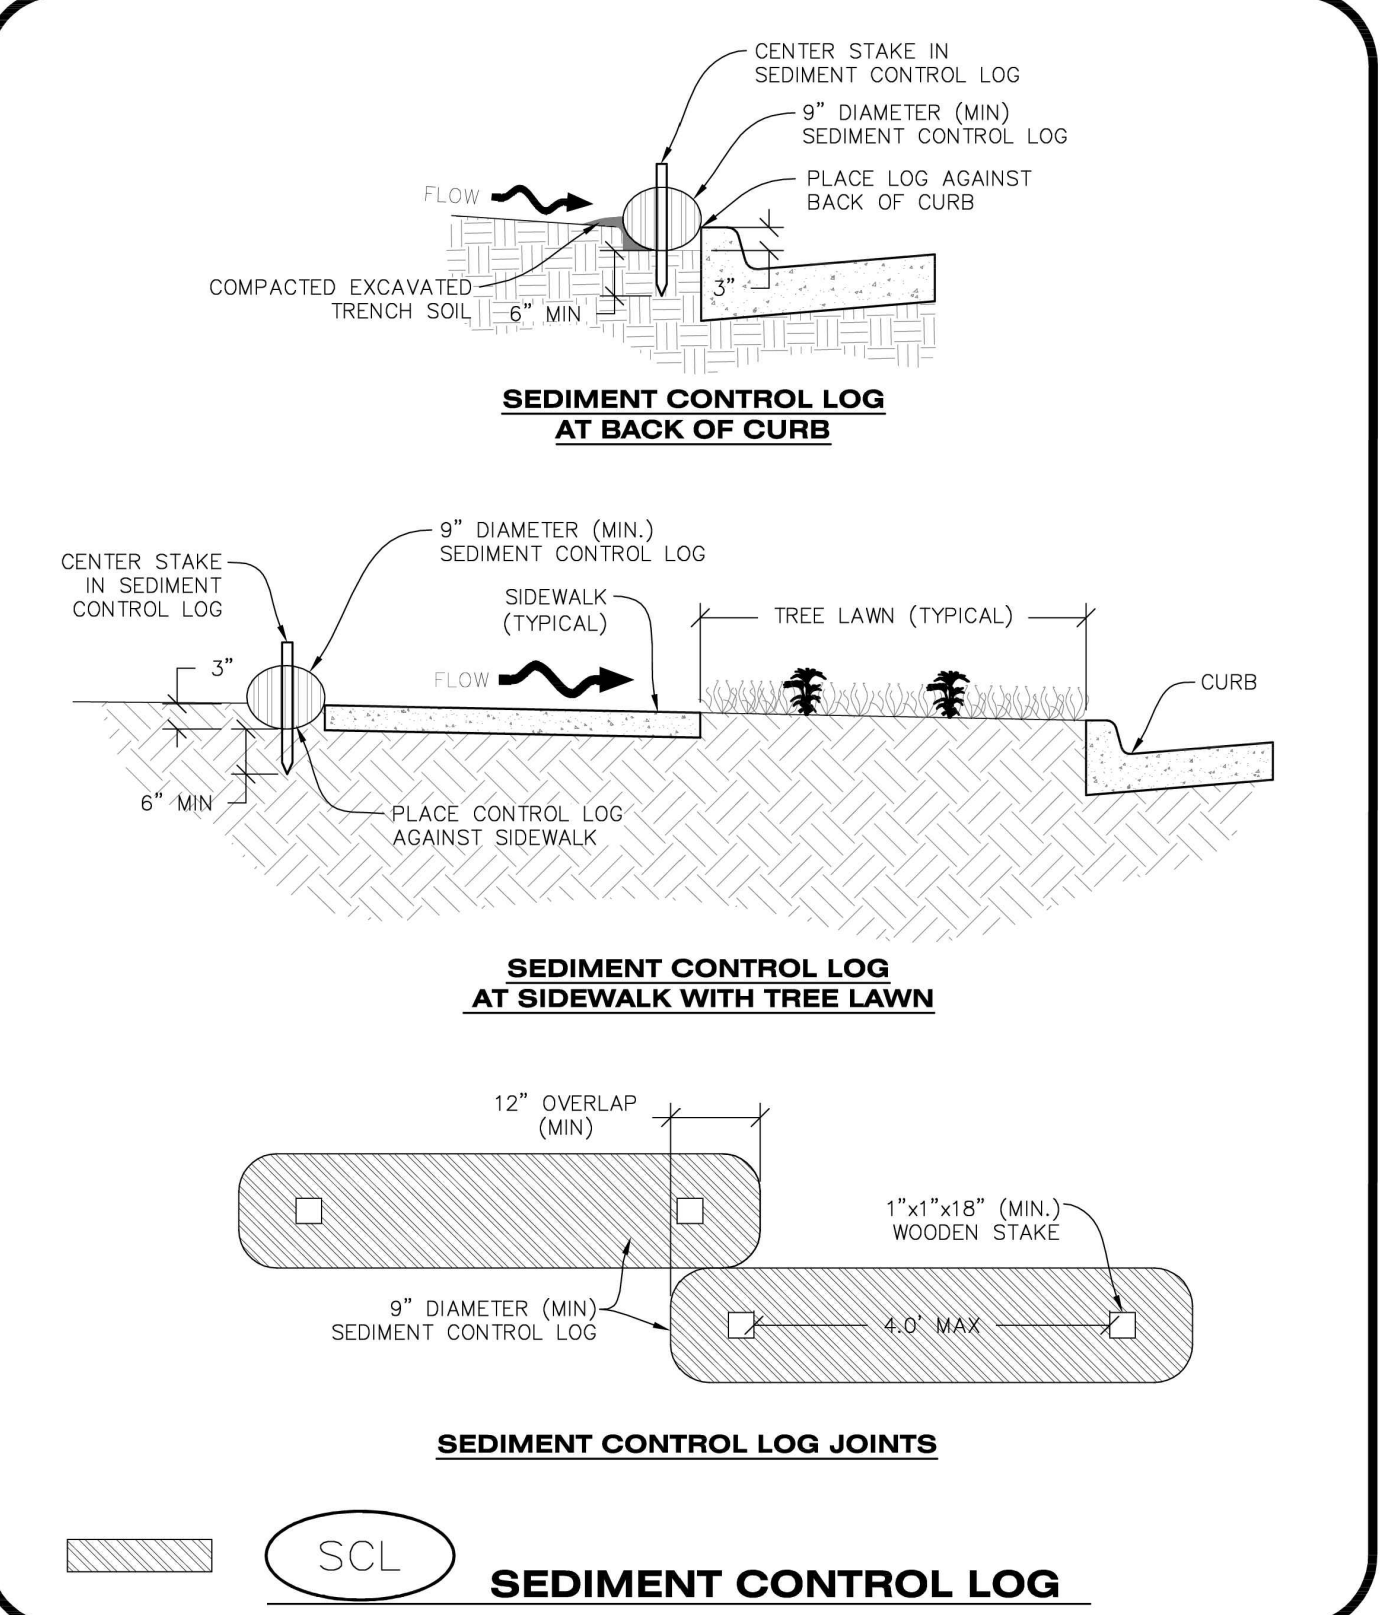 CENTER STAKE IN
SEDIMENT CONTROL LOG
9" DIAMETER (MIN)
SEDIMENT CONTROL LOG
PLACE LOG AGAINST
BACK OF CURB
FLOW
COMPACTED EXCAVATED
TRENCH SOIL
6" MIN
3"
SEDIMENT CONTROL LOG
AT BACK OF CURB
9" DIAMETER (MIN.)
SEDIMENT CONTROL LOG
CENTER STAKE
IN SEDIMENT
CONTROL LOG
SIDEWALK
(TYPICAL)
TREE LAWN (TYPICAL)
3"
FLOW
CURB
6" MIN
PLACE CONTROL LOG
AGAINST SIDEWALK
SEDIMENT CONTROL LOG
AT SIDEWALK WITH TREE LAWN
12" OVERLAP
(MIN)
1"x1"x18" (MIN.)
WOODEN STAKE
9" DIAMETER (MIN)
SEDIMENT CONTROL LOG
4.0' MAX
SEDIMENT CONTROL LOG JOINTS
SCL
SEDIMENT CONTROL LOG